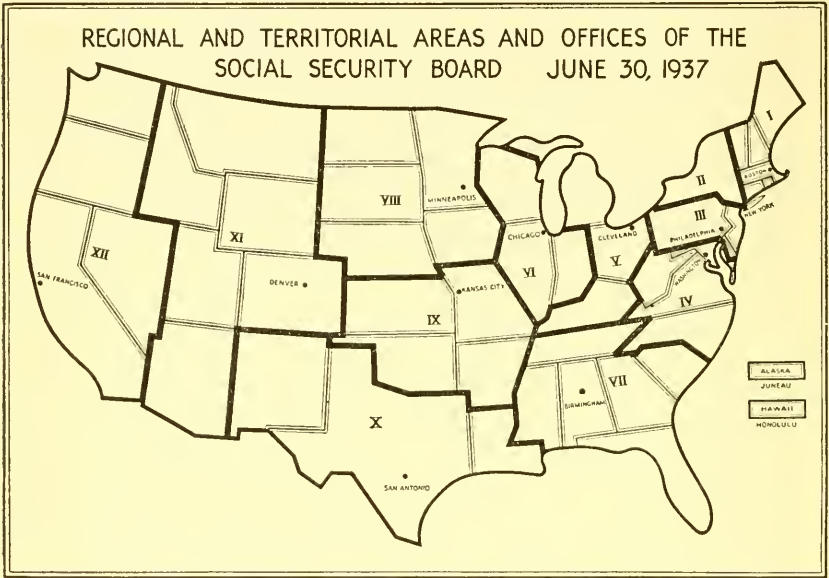 REGIONAL AND TERRITORIAL AREAS AND OFFICES OF THE
SOCIAL SECURITY BOARD JUNE 30, 1937
I
BOSTON
II
NEW YORK
III
PHILADELPHIA
MINNEAPOLIS
VIII
CHICAGO
CLEVELAND
V
VI
XI
XII
SAN FRANCISCO
DENVER
KANSAS CITY
IX
WASHINGTON
IV
VII
BIRMINGHAM
X
SAN ANTONIO
ALASKA
JUNEAU
HAWAII
HONOLULU